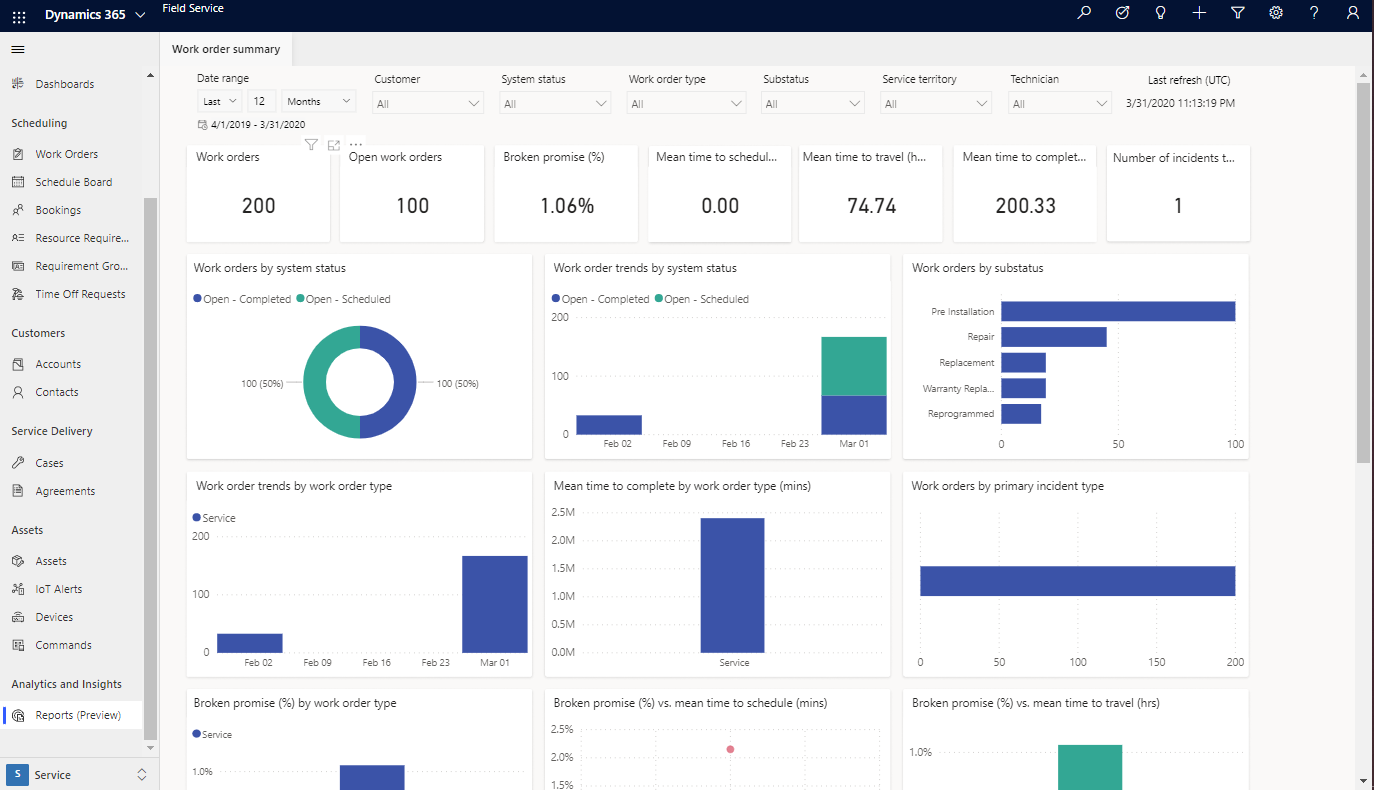 Dynamics 365
Field Service
Dashboards
Scheduling
Work Orders
Schedule Board
Bookings
Resource Require...
Requirement Gro...
Time Off Requests
Customers
Accounts
Contacts
Service Delivery
Cases
Agreements
Assets
Assets
IoT Alerts
Devices
Commands
Analytics and Insights
Reports (Preview)
S Service
Work order summary
Date range
Last 12 Months
4/1/2019 - 3/31/2020
Customer
All
System status
All
Work order type
All
Substatus
All
Service territory
All
Technician
All
Last refresh (UTC)
3/31/2020 11:13:19 PM
Work orders
200
Open work orders
100
Broken promise (%)
1.06%
Mean time to schedul...
0.00
Mean time to travel (h...
74.74
Mean time to complet...
200.33
Number of incidents t...
1
Work orders by system status
Open - Completed Open - Scheduled
100 (50%) 100 (50%)
Work order trends by system status
Open - Completed Open - Scheduled
200
100
0
Feb 02 Feb 09 Feb 16 Feb 23 Mar 01
Work orders by substatus
Pre Installation
Repair
Replacement
Warranty Repla...
Reprogrammed
0 50 100
Work order trends by work order type
Service
200
100
0
Feb 02 Feb 09 Feb 16 Feb 23 Mar 01
Mean time to complete by work order type (mins)
2.5M
2.0M
1.5M
1.0M
0.5M
0.0M
Service
Work orders by primary incident type
0 50 100 150 200
Broken promise (%) by work order type
Service
1.0%
Broken promise (%) vs. mean time to schedule (mins)
2.5%
2.0%
1.5%
Broken promise (%) vs. mean time to travel (hrs)
1.0%